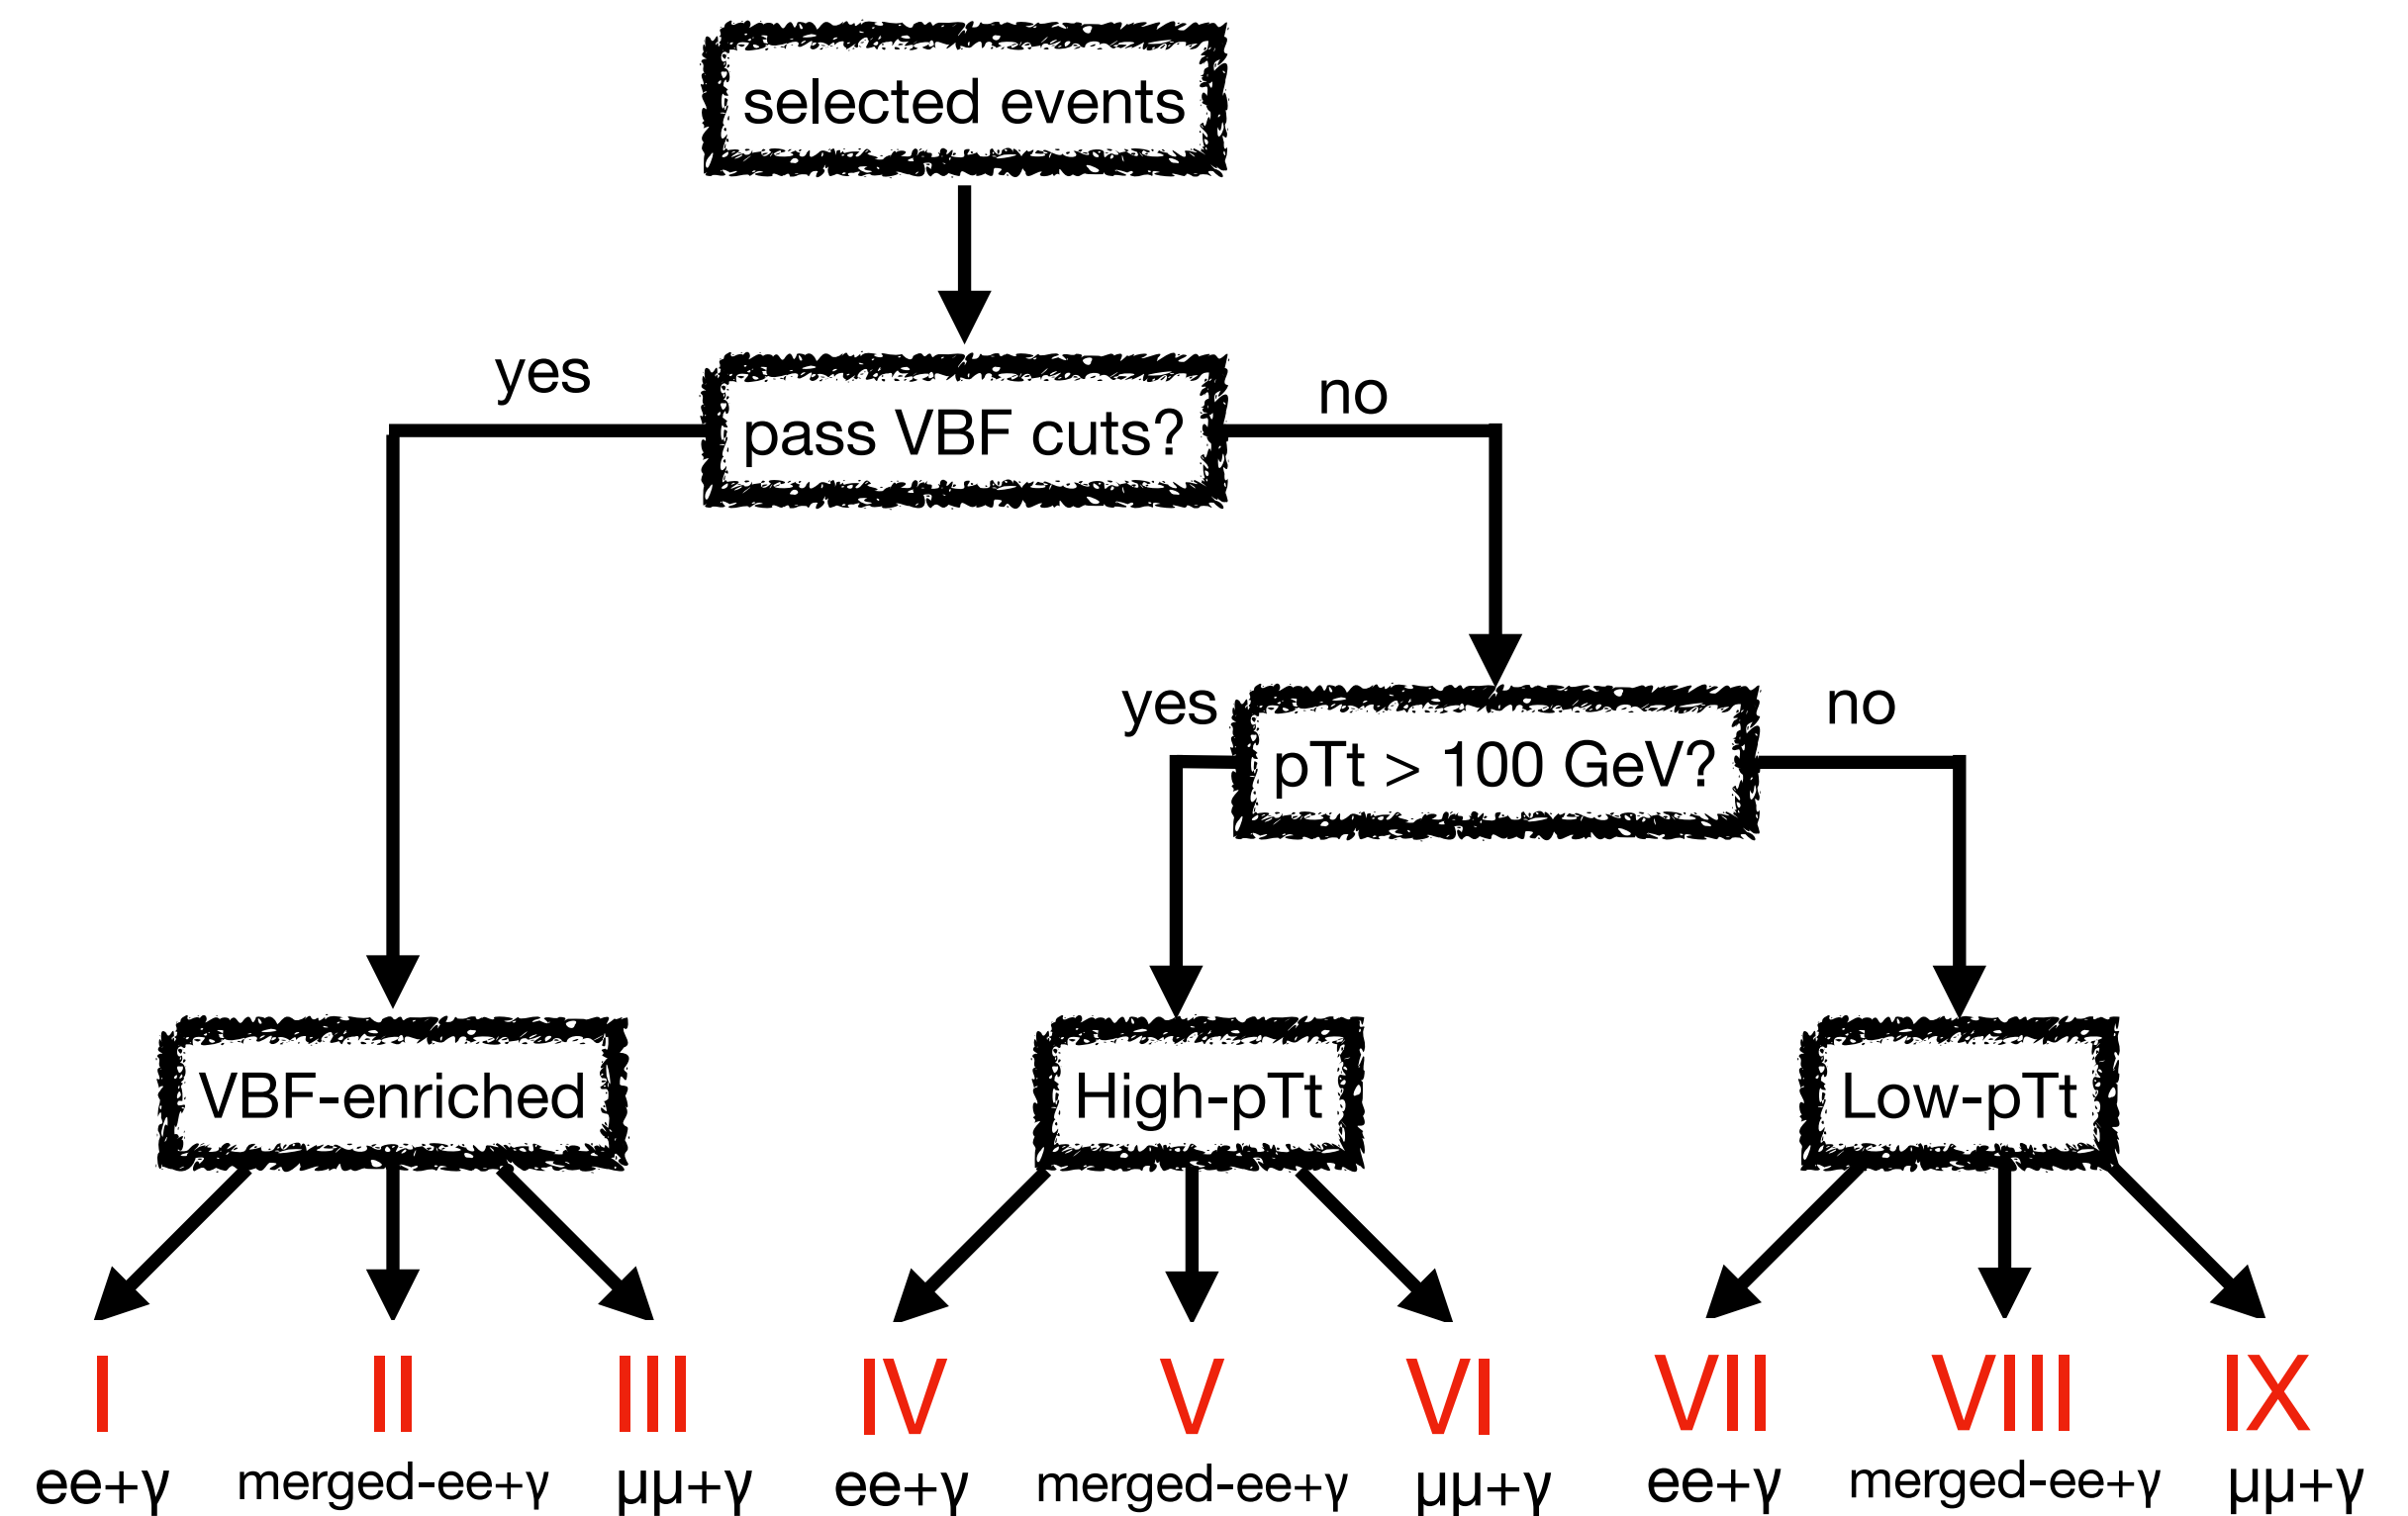 selected events
yes
pass VBF cuts?
no
yes
pTt > 100 GeV?
no
VBF-enriched
High-pTt
Low-pTt
I
II
III
IV
V
VI
VII
VIII
IX
ee+γ
merged-ee+γ
μμ+γ
ee+γ
merged-ee+γ
μμ+γ
ee+γ
merged-ee+γ
μμ+γ